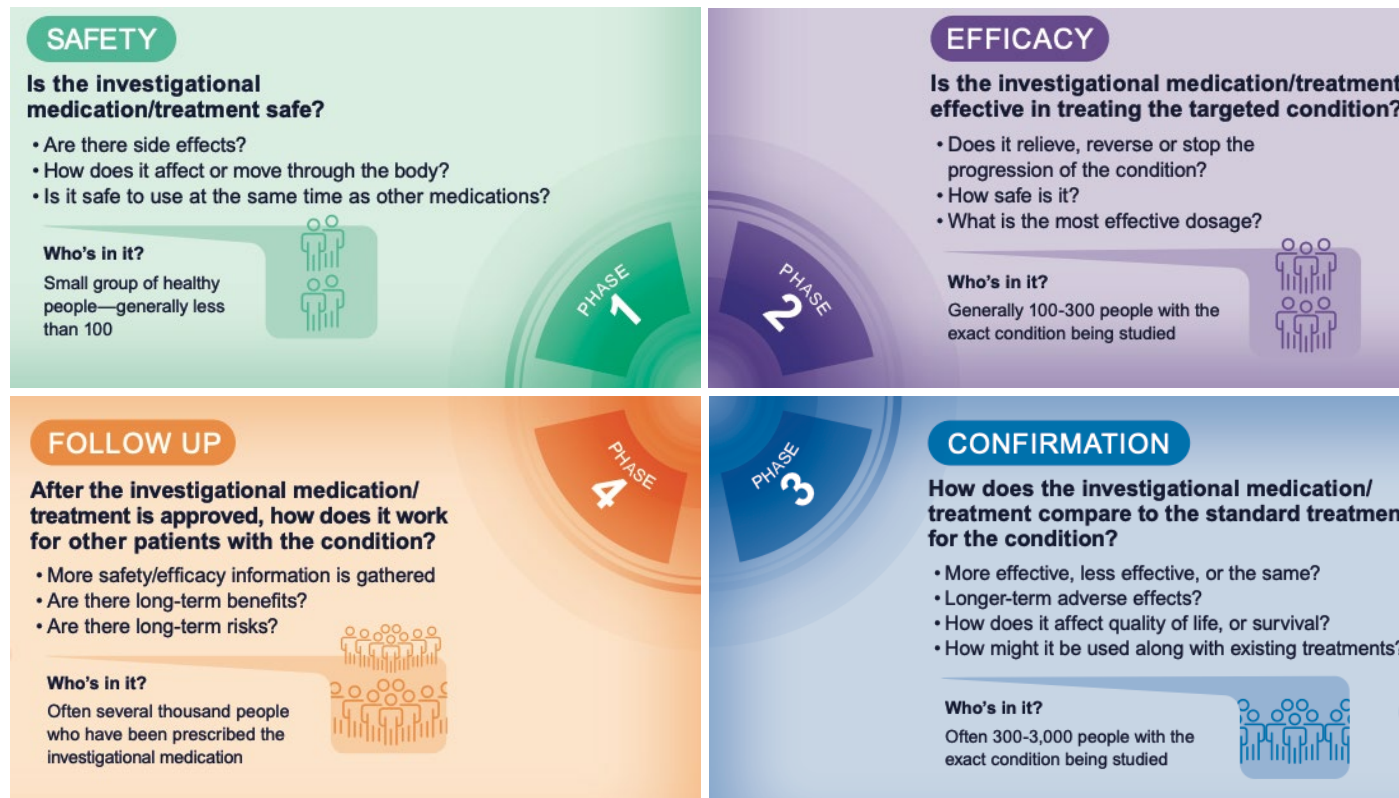 SAFETY
Is the investigational
medication/treatment safe?
• Are there side effects?
• How does it affect or move through the body?
• Is it safe to use at the same time as other medications?
Who's in it?
Small group of healthy
people—generally less
than 100
PHASE
1
EFFICACY
Is the investigational medication/treatment
effective in treating the targeted condition?
• Does it relieve, reverse or stop the
progression of the condition?
• How safe is it?
• What is the most effective dosage?
Who's in it?
Generally 100-300 people with the
exact condition being studied
PHASE
2
CONFIRMATION
How does the investigational medication/
treatment compare to the standard treatmen
for the condition?
• More effective, less effective, or the same?
• Longer-term adverse effects?
• How does it affect quality of life, or survival?
• How might it be used along with existing treatments?
Who's in it?
Often 300-3,000 people with the
exact condition being studied
PHASE
3
FOLLOW UP
After the investigational medication/
treatment is approved, how does it work
for other patients with the condition?
• More safety/efficacy information is gathered
• Are there long-term benefits?
• Are there long-term risks?
Who's in it?
Often several thousand people
who have been prescribed the
investigational medication
PHASE
4